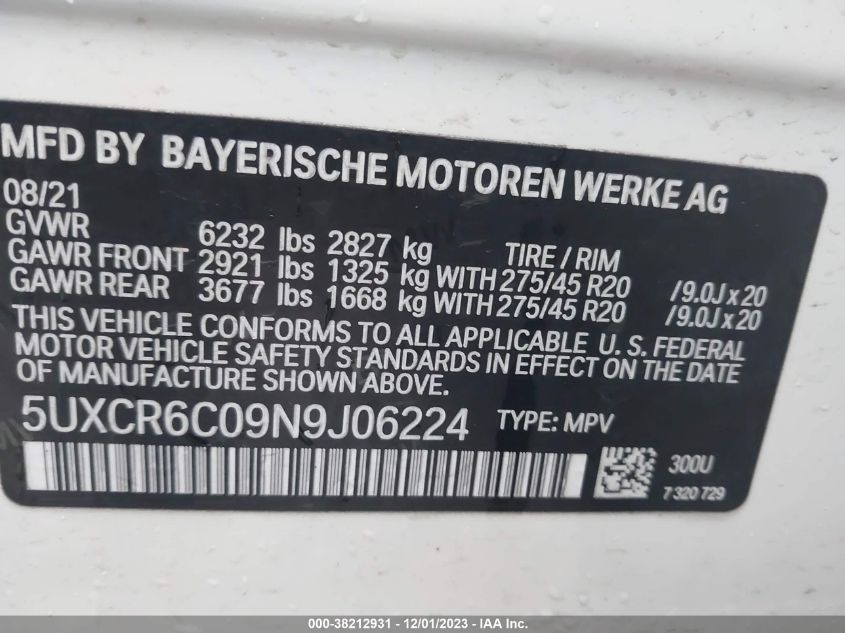 MFD BY BAYERISCHE MOTOREN WERKE AG
08/21
GVWR 6232 lbs 2827 kg TIRE / RIM
GAWR FRONT 2921 lbs 1325 kg WITH 275/45 R20 /9.0J x 20
GAWR REAR 3677 lbs 1668 kg WITH 275/45 R20 /9.0J x 20
THIS VEHICLE CONFORMS TO ALL APPLICABLE U. S. FEDERAL
MOTOR VEHICLE SAFETY STANDARDS IN EFFECT ON THE DATE
OF MANUFACTURE SHOWN ABOVE.
5UXCR6C09N9J06224 TYPE: MPV
300U
7 320 729
000-38212931 - 12/01/2023 - Copyright © IAA, Inc.